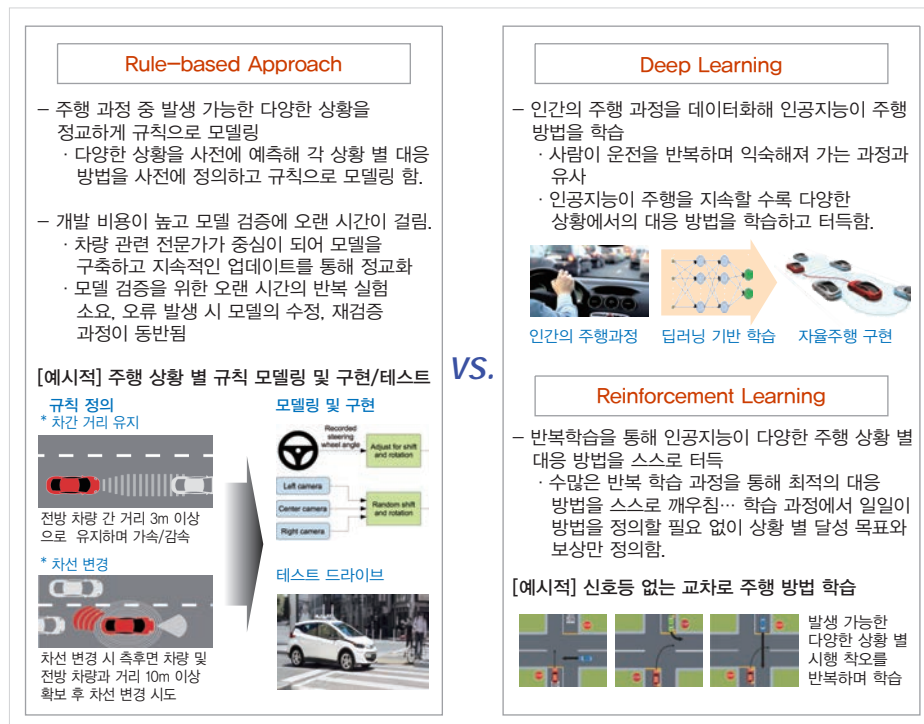 Rule-based Approach
– 주행 과정 중 발생 가능한 다양한 상황을
정교하게 규칙으로 모델링
· 다양한 상황을 사전에 예측해 각 상황 별 대응
방법을 사전에 정의하고 규칙으로 모델링 함.
– 개발 비용이 높고 모델 검증에 오랜 시간이 걸림.
· 차량 관련 전문가가 중심이 되어 모델을
구축하고 지속적인 업데이트를 통해 정교화
· 모델 검증을 위한 오랜 시간의 반복 실험
소요, 오류 발생 시 모델의 수정, 재검증
과정이 동반됨
[예시적] 주행 상황 별 규칙 모델링 및 구현/테스트
규칙 정의
* 차간 거리 유지
전방 차량 간 거리 3m 이상
으로 유지하며 가속/감속
* 차선 변경
차선 변경 시 측후면 차량 및
전방 차량과 거리 10m 이상
확보 후 차선 변경 시도
모델링 및 구현
Recorded
steering
wheel angle
Adjust for shift
and rotation
Left camera
Center camera
Right camera
Random shift
and rotation
테스트 드라이브
VS.
Deep Learning
– 인간의 주행 과정을 데이터화해 인공지능이 주행
방법을 학습
· 사람이 운전을 반복하며 익숙해져 가는 과정과
유사
· 인공지능이 주행을 지속할 수록 다양한
상황에서의 대응 방법을 학습하고 터득함.
인간의 주행과정
딥러닝 기반 학습
자율주행 구현
Reinforcement Learning
– 반복학습을 통해 인공지능이 다양한 주행 상황 별
대응 방법을 스스로 터득
· 수많은 반복 학습 과정을 통해 최적의 대응
방법을 스스로 깨우침… 학습 과정에서 일일이
방법을 정의할 필요 없이 상황 별 달성 목표와
보상만 정의함.
[예시적] 신호등 없는 교차로 주행 방법 학습
발생 가능한
다양한 상황 별
시행 착오를
반복하며 학습